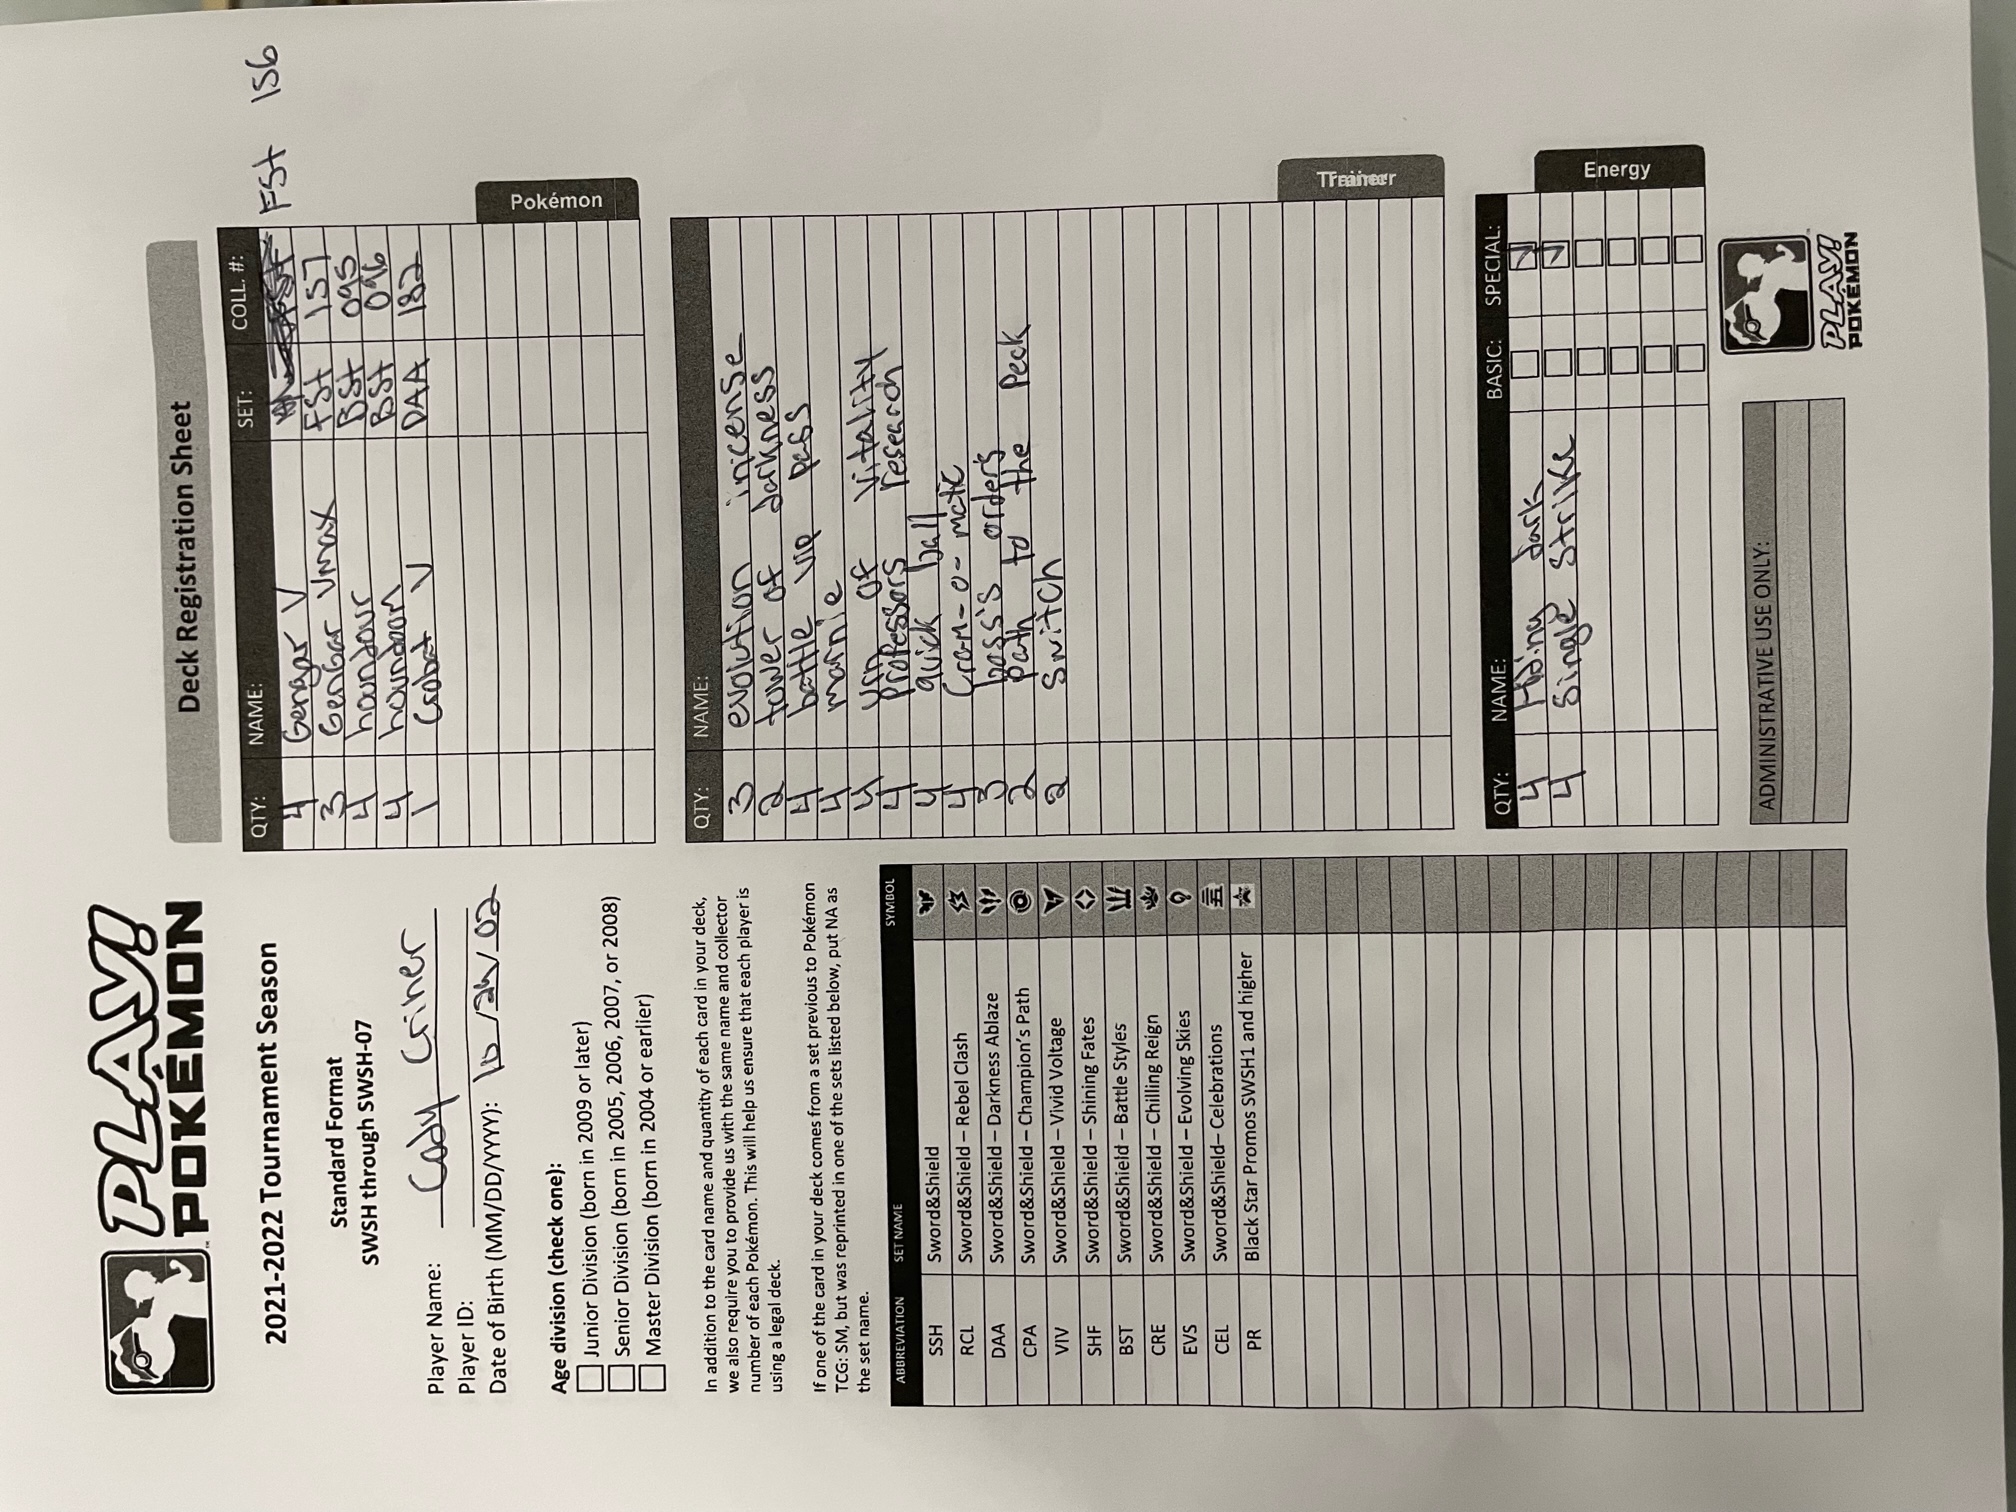 PLAY!
POKÉMON
2021-2022 Tournament Season
Standard Format
SWSH through SWSH-07
Player Name: Cody Criner
Player ID:
Date of Birth (MM/DD/YYYY): 10/24/02
Age division (check one):
Junior Division (born in 2009 or later)
Senior Division (born in 2005, 2006, 2007, or 2008)
Master Division (born in 2004 or earlier)
In addition to the card name and quantity of each card in your deck,
we also require you to provide us with the same name and collector
number of each Pokémon. This will help us ensure that each player is
using a legal deck.
If one of the card in your deck comes from a set previous to Pokémon
TCG: SM, but was reprinted in one of the sets listed below, put NA as
the set name.
ABBREVIATION SET NAME SYMBOL
SSH Sword&Shield
RCL Sword&Shield – Rebel Clash
DAA Sword&Shield – Darkness Ablaze
CPA Sword&Shield – Champion's Path
VIV Sword&Shield – Vivid Voltage
SHF Sword&Shield – Shining Fates
BST Sword&Shield – Battle Styles
CRE Sword&Shield – Chilling Reign
EVS Sword&Shield – Evolving Skies
CEL Sword&Shield– Celebrations
PR Black Star Promos SWSH1 and higher
Deck Registration Sheet
QTY: NAME: SET: COLL. #:
4 Gengar V FSt 156
3 Gengar Vmax FSt 157
4 houndour BSt 095
4 houndoom BSt 096
1 Crobat V DAA 182
Pokémon
QTY: NAME:
3 evolution incense
2 tower of darkness
4 battle vip pass
4 marnie
4 urn of Vitality
4 Professors research
4 quick ball
4 Cram-o-matic
3 boss's orders
2 Path to the Peck
2 Switch
Trainer
QTY: NAME: BASIC: SPECIAL:
4 Hiding dark
4 Single Strike
Energy
ADMINISTRATIVE USE ONLY:
PLAY!
POKÉMON